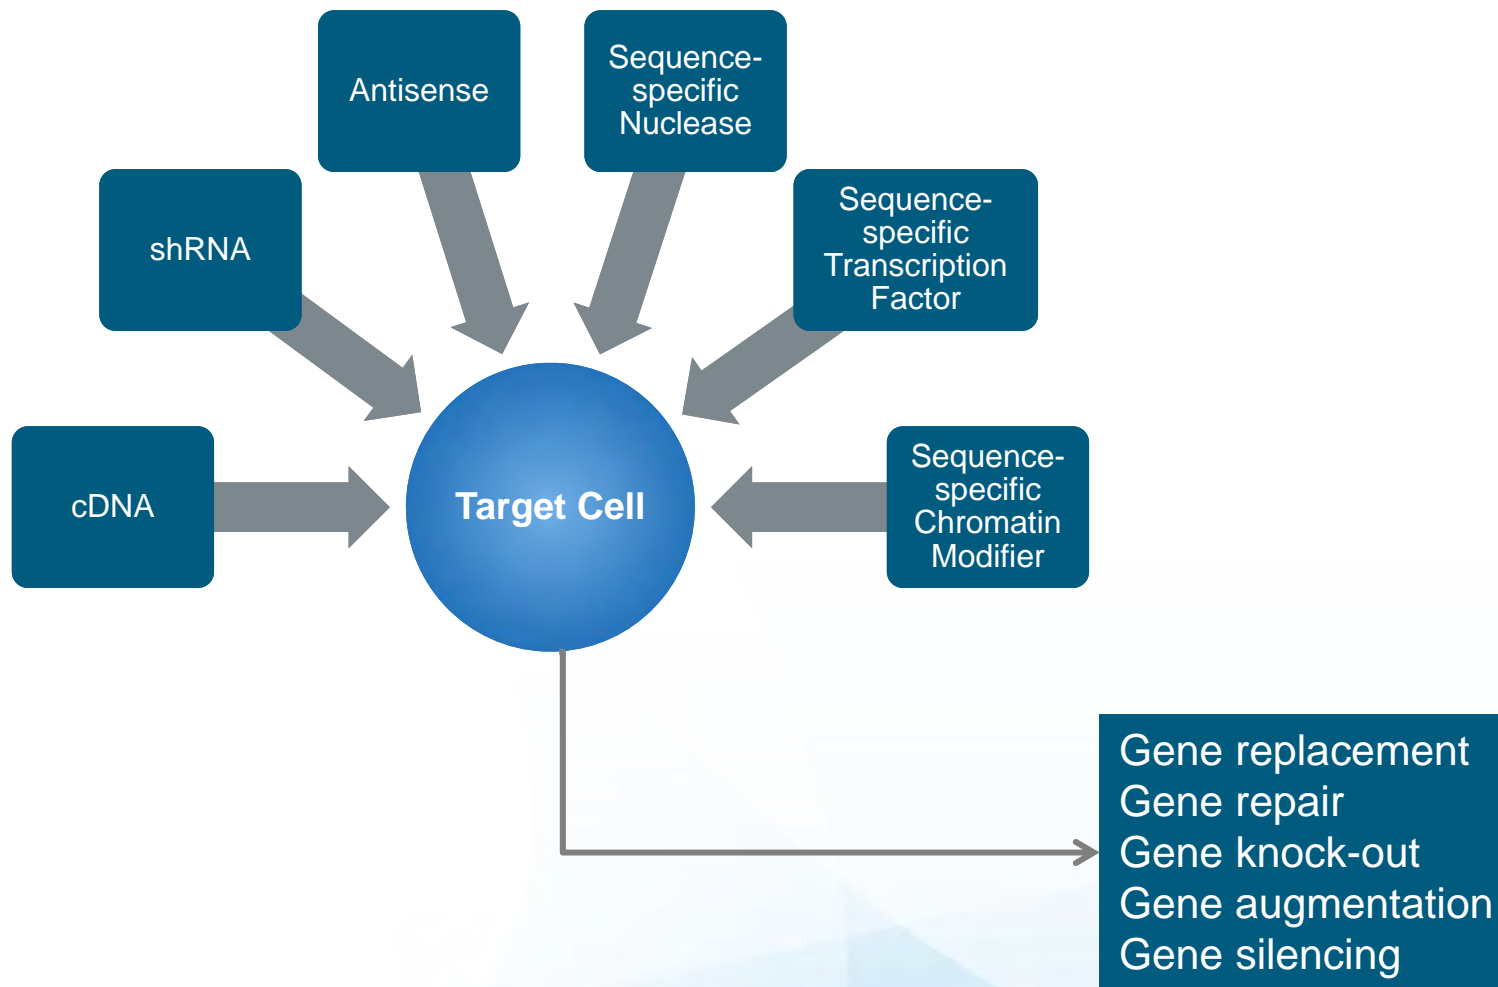 Antisense
Sequence-
specific
Nuclease
shRNA
Sequence-
specific
Transcription
Factor
cDNA
Target Cell
Sequence-
specific
Chromatin
Modifier
Gene replacement
Gene repair
Gene knock-out
Gene augmentation
Gene silencing